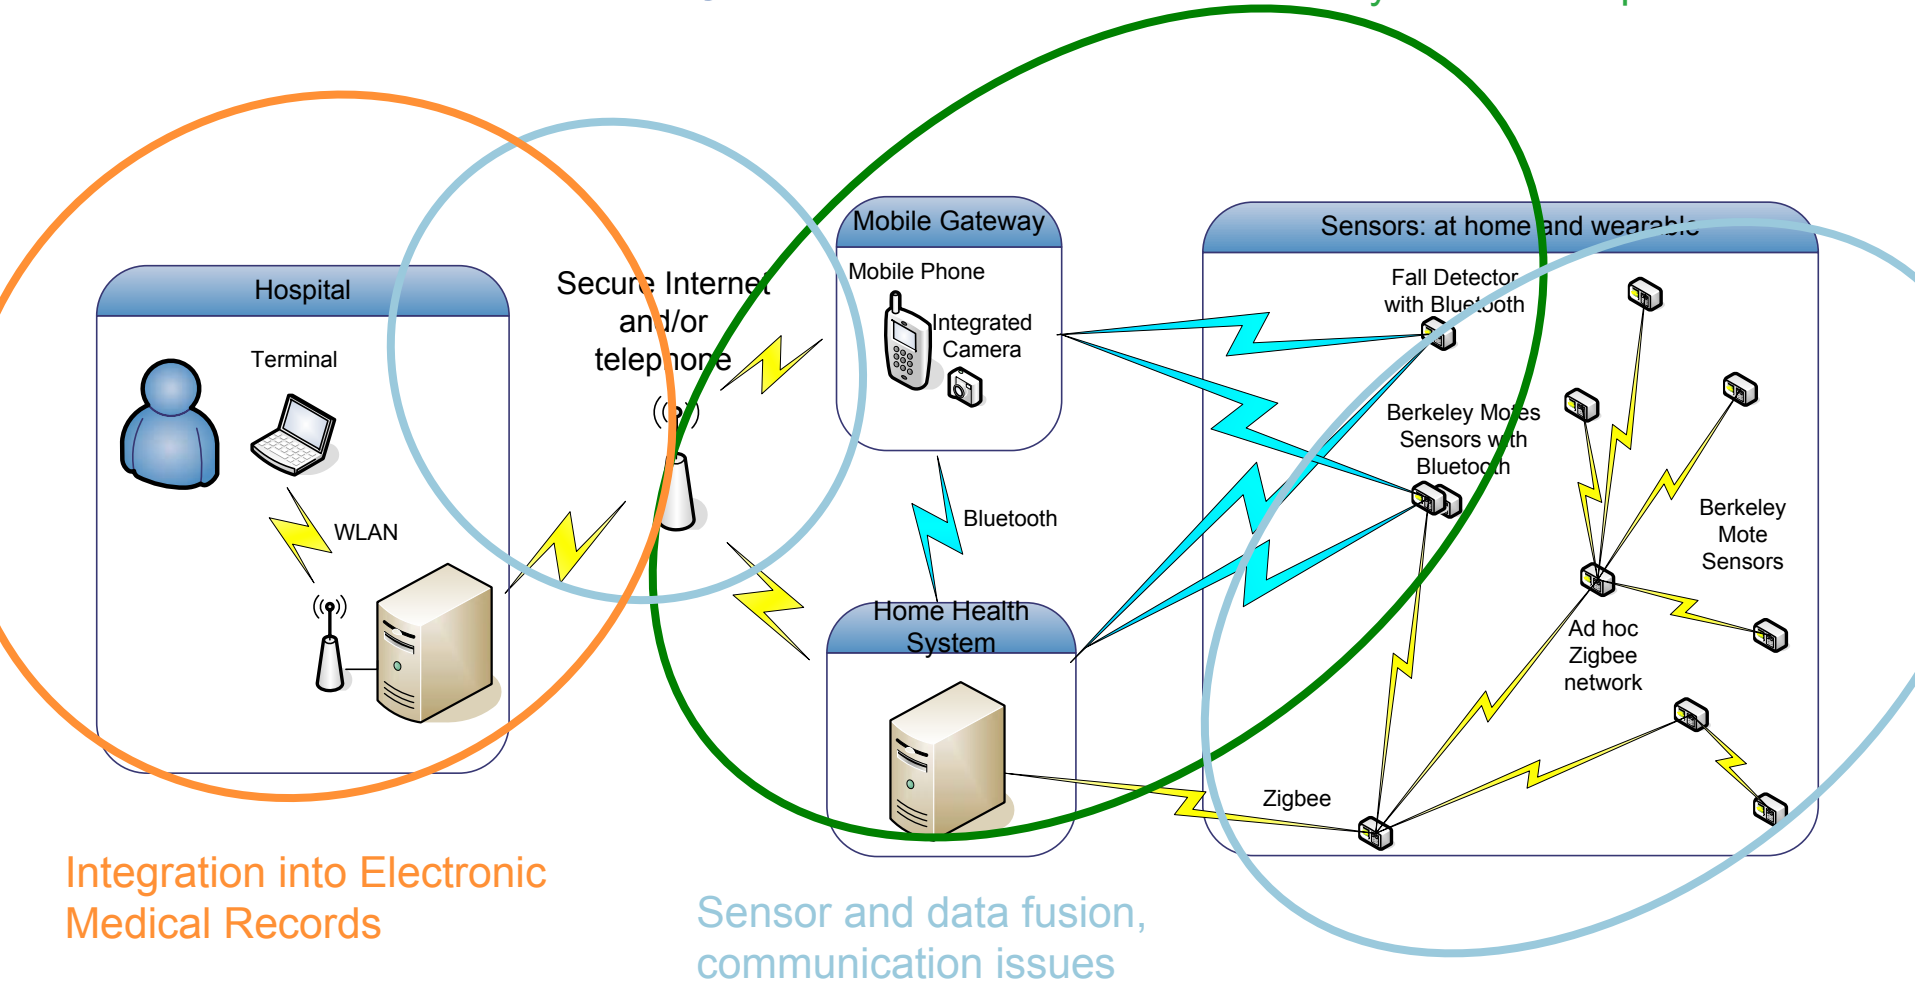 Mobile Gateway
Sensors: at home and wearable
Hospital
Secure Internet
and/or
telephone
Mobile Phone
Integrated
Camera
Fall Detector
with Bluetooth
Terminal
Berkeley Motes
Sensors with
Bluetooth
WLAN
Bluetooth
Berkeley
Mote
Sensors
Home Health
System
Ad hoc
Zigbee
network
Zigbee
Integration into Electronic
Medical Records
Sensor and data fusion,
communication issues